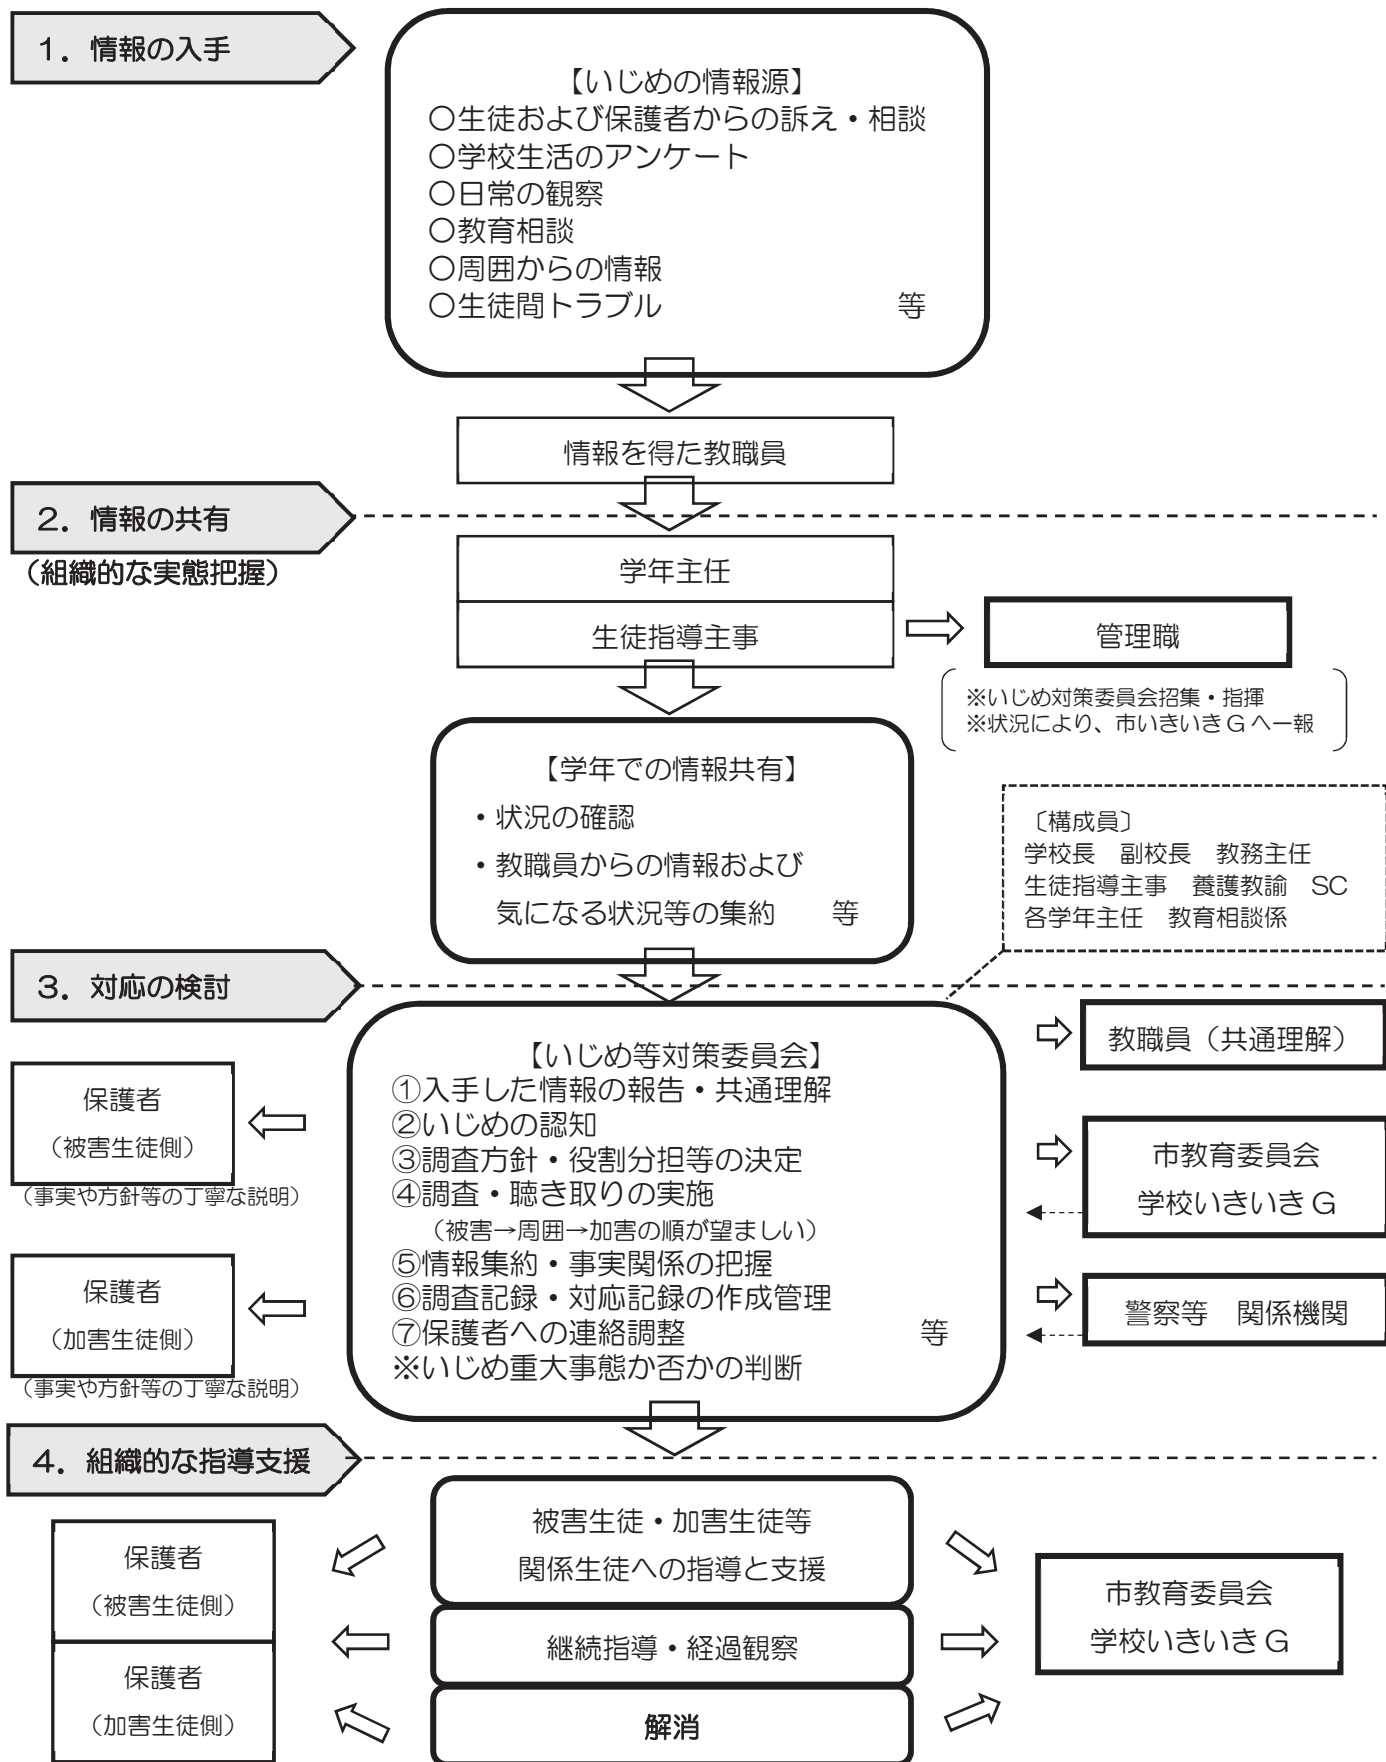 1. 情報の入手
【いじめの情報源】
○生徒および保護者からの訴え・相談
○学校生活のアンケート
○日常の観察
○教育相談
○周囲からの情報
○生徒間トラブル　等
情報を得た教職員
2. 情報の共有
（組織的な実態把握）
学年主任
生徒指導主事
管理職
※いじめ対策委員会招集・指揮
※状況により、市いきいきGへ一報
【学年での情報共有】
・状況の確認
・教職員からの情報および
気になる状況等の集約　等
〔構成員〕
学校長　副校長　教務主任
生徒指導主事　養護教諭　SC
各学年主任　教育相談係
3. 対応の検討
【いじめ等対策委員会】
①入手した情報の報告・共通理解
②いじめの認知
③調査方針・役割分担等の決定
④調査・聴き取りの実施
（被害→周囲→加害の順が望ましい）
⑤情報集約・事実関係の把握
⑥調査記録・対応記録の作成管理
⑦保護者への連絡調整　等
※いじめ重大事態か否かの判断
保護者
（被害生徒側）
（事実や方針等の丁寧な説明）
保護者
（加害生徒側）
（事実や方針等の丁寧な説明）
教職員（共通理解）
市教育委員会
学校いきいきG
警察等　関係機関
4. 組織的な指導支援
被害生徒・加害生徒等
関係生徒への指導と支援
継続指導・経過観察
解消
保護者
（被害生徒側）
保護者
（加害生徒側）
市教育委員会
学校いきいきG